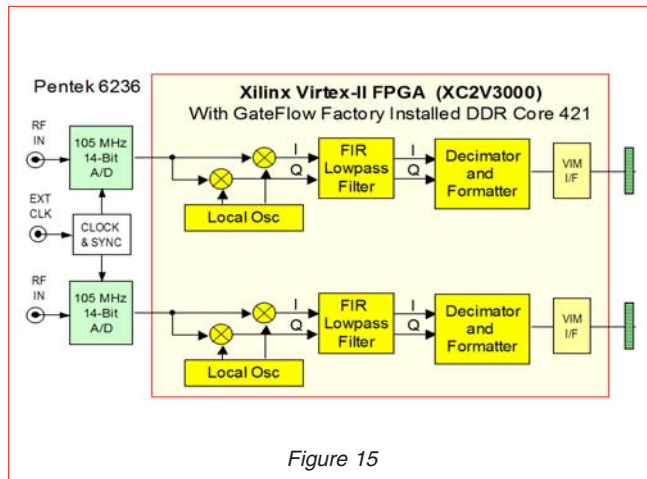 Pentek 6236
Xilinx Virtex-II FPGA (XC2V3000)
With GateFlow Factory Installed DDR Core 421
RF
IN
105 MHz
14-Bit
A/D
I
Q
FIR
Lowpass
Filter
I
Q
Decimator
and
Formatter
VIM
I/F
Local Osc
EXT
CLK
CLOCK
& SYNC
RF
IN
105 MHz
14-Bit
A/D
I
Q
FIR
Lowpass
Filter
I
Q
Decimator
and
Formatter
VIM
I/F
Local Osc
Figure 15